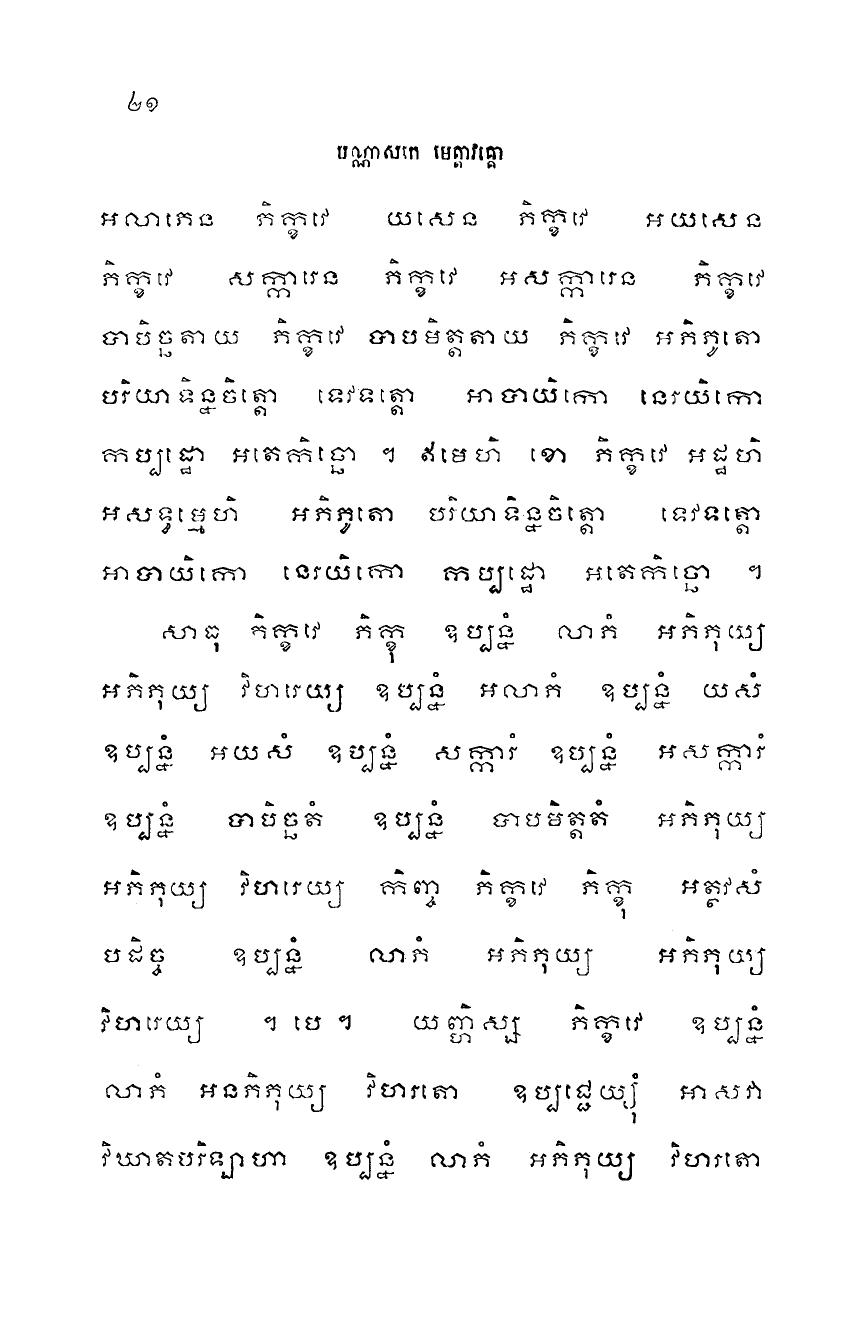 ២១
បណ្ណាសកេ មេត្តាវគ្គោ
អលាភេន ភិក្ខវេ យសេន ភិក្ខវេ អយសេន
ភិក្ខវេ សក្ការេន ភិក្ខវេ អសក្ការេន ភិក្ខវេ
បាបិច្ឆតាយ ភិក្ខវេ បាបមិត្តតាយ ភិក្ខវេ អភិភូតោ
បរិយាទិន្នចិត្តោ ទេវទត្តោ អាបាយិកោ នេរយិកោ
កប្បដ្ឋោ អតេកិច្ឆោ ។ ឥមេហិ ខោ ភិក្ខវេ អដ្ឋហិ
អសទ្ធម្មេហិ អភិភូតោ បរិយាទិន្នចិត្តោ ទេវទត្តោ
អាបាយិកោ នេរយិកោ កប្បដ្ឋោ អតេកិច្ឆោ ។
សាធុ ភិក្ខវេ ភិក្ខុ ឧប្បន្នំ លាភំ អភិភុយ្យ
អភិភុយ្យ វិហរេយ្យ ឧប្បន្នំ អលាភំ ឧប្បន្នំ យសំ
ឧប្បន្នំ អយសំ ឧប្បន្នំ សក្ការំ ឧប្បន្នំ អសក្ការំ
ឧប្បន្នំ បាបិច្ឆតំ ឧប្បន្នំ បាបមិត្តតំ អភិភុយ្យ
អភិភុយ្យ វិហរេយ្យ កិញ្ច ភិក្ខវេ ភិក្ខុ អត្ថវសំ
បដិច្ច ឧប្បន្នំ លាភំ អភិភុយ្យ អភិភុយ្យ
វិហរេយ្យ ។ បេ ។ យញ្ហិស្ស ភិក្ខវេ ឧប្បន្នំ
លាភំ អនភិភុយ្យ វិហរតោ ឧប្បជ្ជេយ្យុំ អាសវា
វិឃាតបរិឡាហា ឧប្បន្នំ លាភំ អភិភុយ្យ វិហរតោ